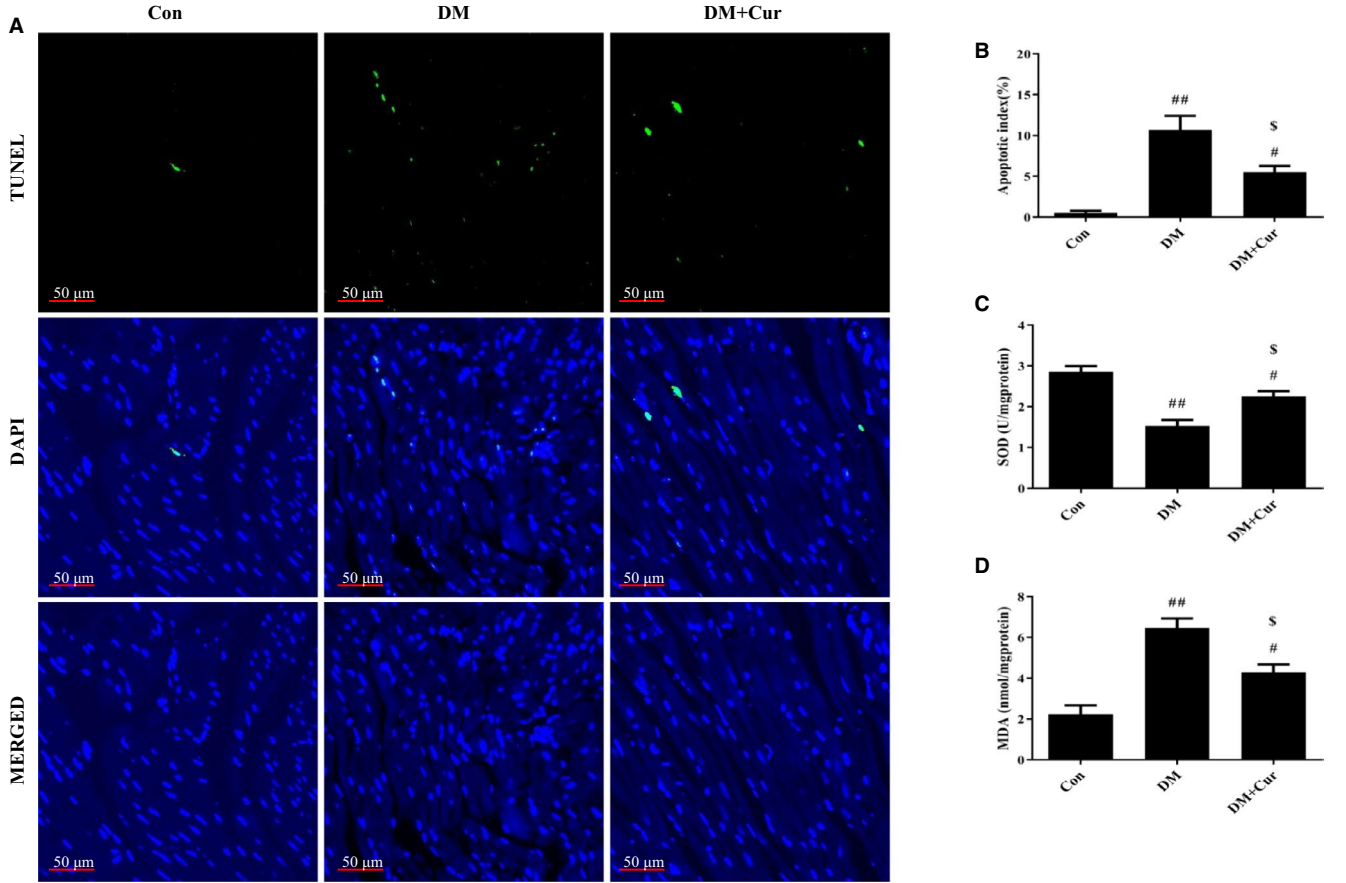 A
Con
DM
DM+Cur
TUNEL
50 μm
50 μm
50 μm
DAPI
50 μm
50 μm
50 μm
MERGED
50 μm
50 μm
50 μm
B
Apoptotic index(%)
20
15
10
5
0
##
$
#
Con
DM
DM+Cur
C
SOD (U/mgprotein)
4
3
2
1
0
##
$
#
Con
DM
DM+Cur
D
MDA (nmol/mgprotein)
8
6
4
2
0
##
$
#
Con
DM
DM+Cur